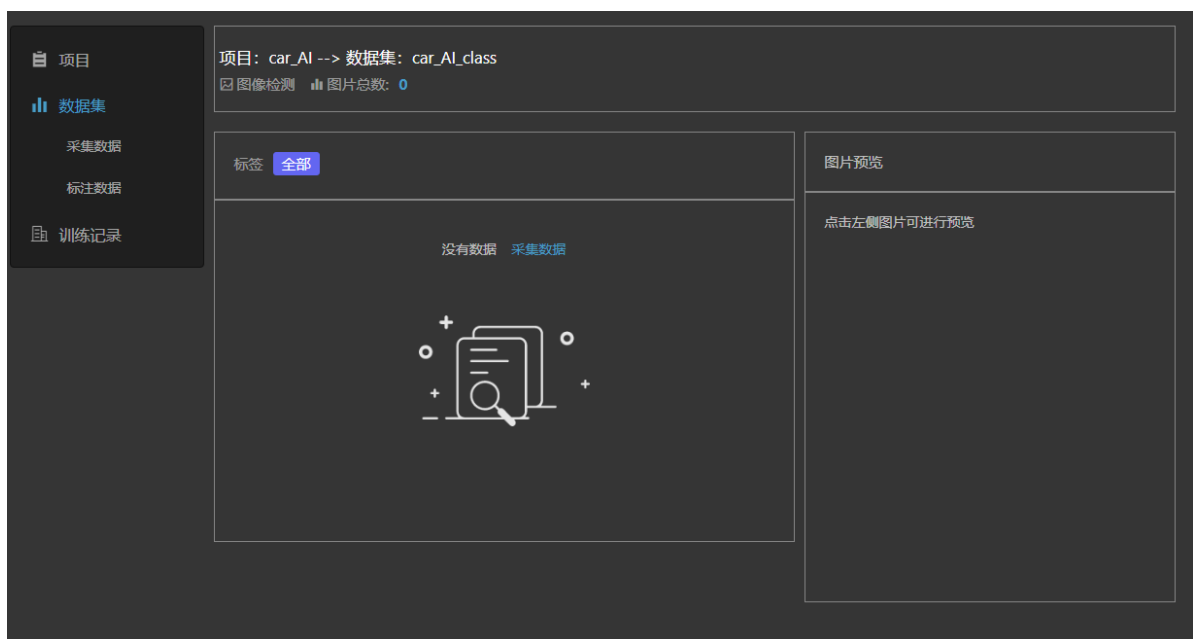 项目
数据集
采集数据
标注数据
训练记录
项目：car_AI --> 数据集：car_AI_class
图像检测 图片总数: 0
标签 全部
没有数据 采集数据
图片预览
点击左侧图片可进行预览